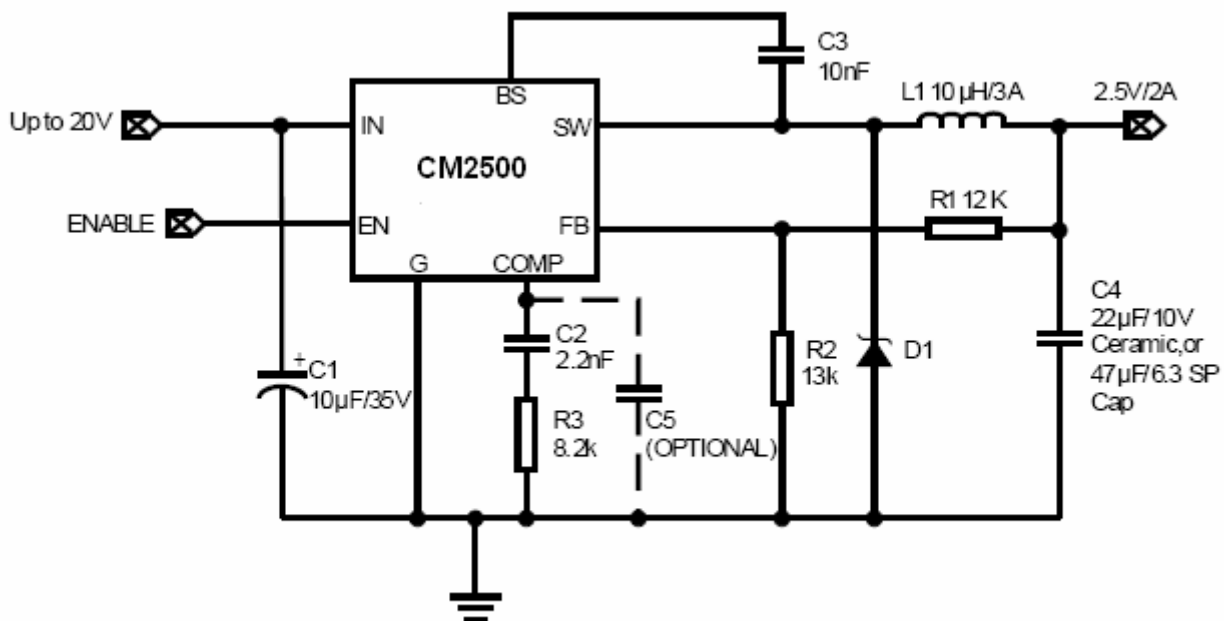 C3
10nF
BS
L1 10 µH/3A
2.5V/2A
Up to 20V
IN
SW
CM2500
R1 12 K
ENABLE
EN
FB
G
COMP
C4
22µF/10V
Ceramic,or
47µF/6.3 SP
Cap
C2
2.2nF
R2
13k
D1
+
C1
10µF/35V
R3
8.2k
C5
(OPTIONAL)